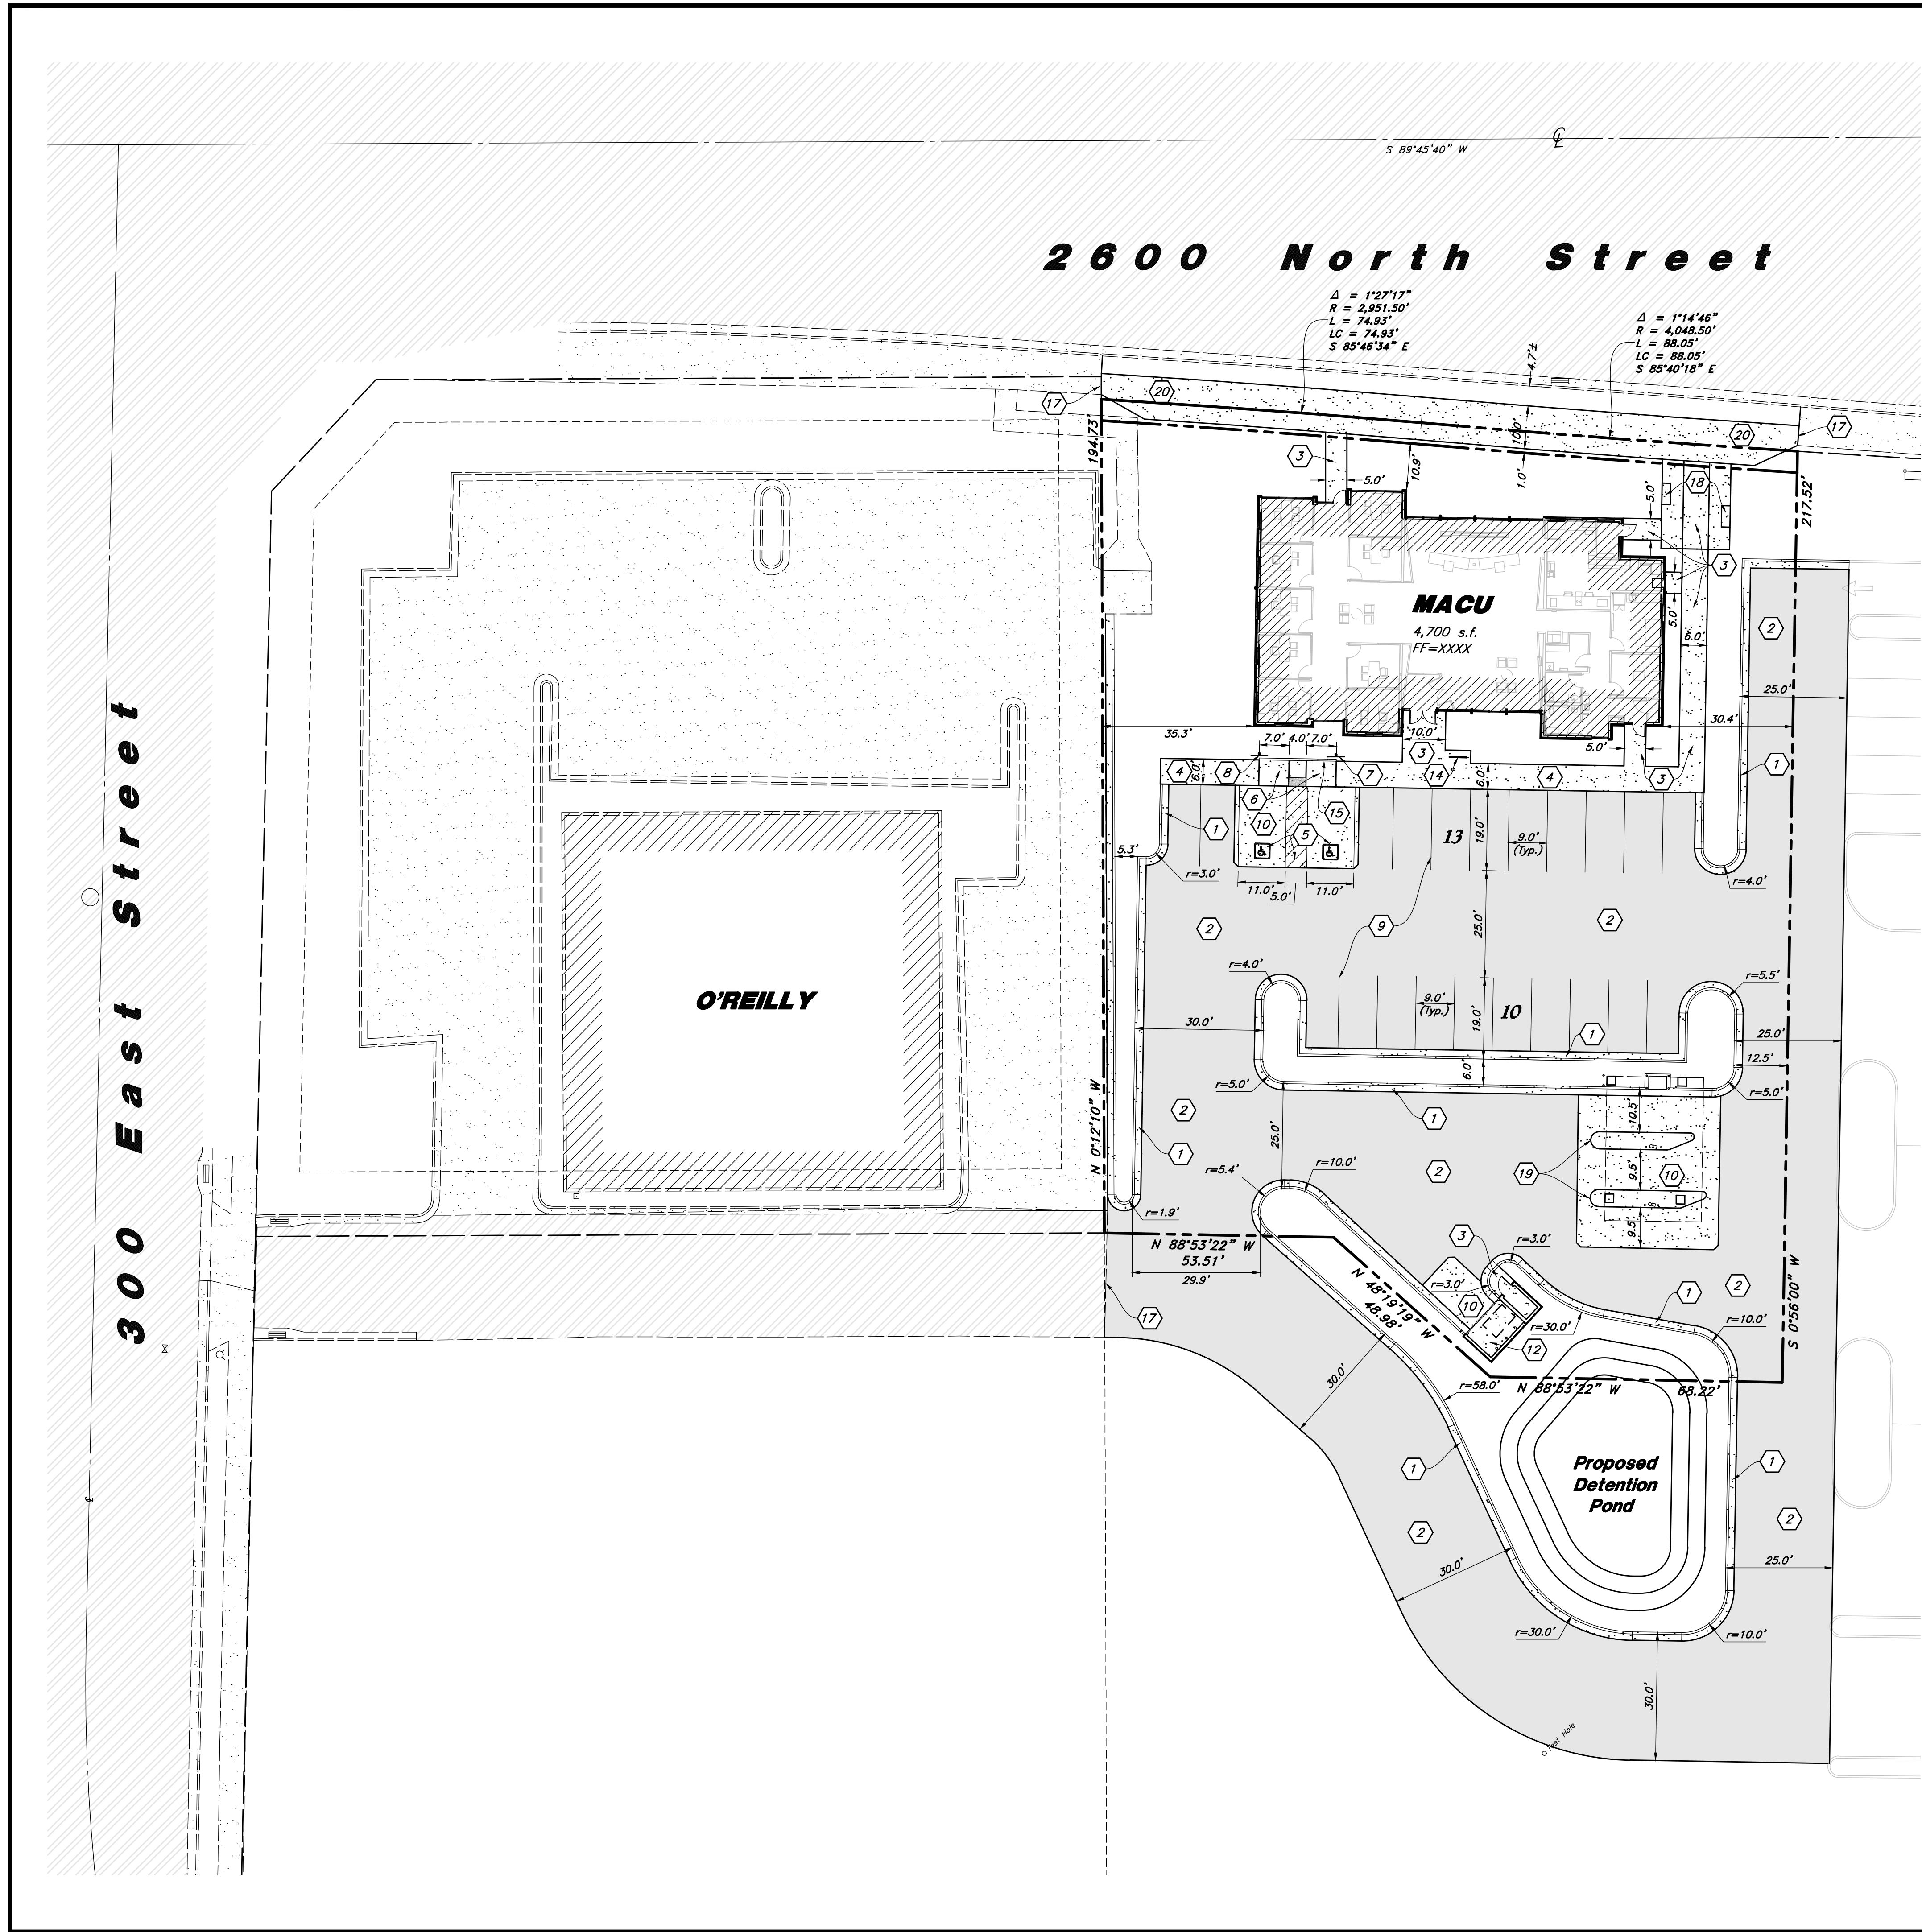 S 89°45'40" W
℄
2600 North Street
Δ = 1°27'17"
R = 2,951.50'
L = 74.93'
LC = 74.93'
S 85°46'34" E
Δ = 1°14'46"
R = 4,048.50'
L = 88.05'
LC = 88.05'
S 85°40'18" E
4.7'±
17
20
20
17
194.73'
3
5.0'
10.9'
10.0'
1.0'
5.0'
18
217.52'
3
MACU
4,700 s.f.
FF=XXXX
5.0'
6.0'
2
25.0'
35.3'
7.0'
4.0'
7.0'
10.0'
3
5.0'
30.4'
4
6.0'
8
7
14
6.0'
4
3
1
6
10
15
5
1
5.3'
r=3.0'
13
19.0'
9.0'
(Typ.)
r=4.0'
11.0'
5.0'
11.0'
2
9
25.0'
2
r=4.0'
r=5.5'
O'REILLY
9.0'
(Typ.)
19.0'
10
30.0'
1
25.0'
12.5'
6.0'
r=5.0'
r=5.0'
300 East Street
N 0°12'10" W
2
1
10.5'
25.0'
1
2
r=5.4'
r=10.0'
19
9.5'
10
r=1.9'
9.5'
N 88°53'22" W
53.51'
29.9'
3
r=3.0'
r=3.0'
N 48°19'19" W
48.98'
10
1
2
S 0°56'00" W
17
r=30.0'
r=10.0'
12
30.0'
r=58.0'
N 88°53'22" W
68.22'
1
Proposed
Detention
Pond
1
2
2
30.0'
25.0'
r=30.0'
r=10.0'
30.0'
Test Hole